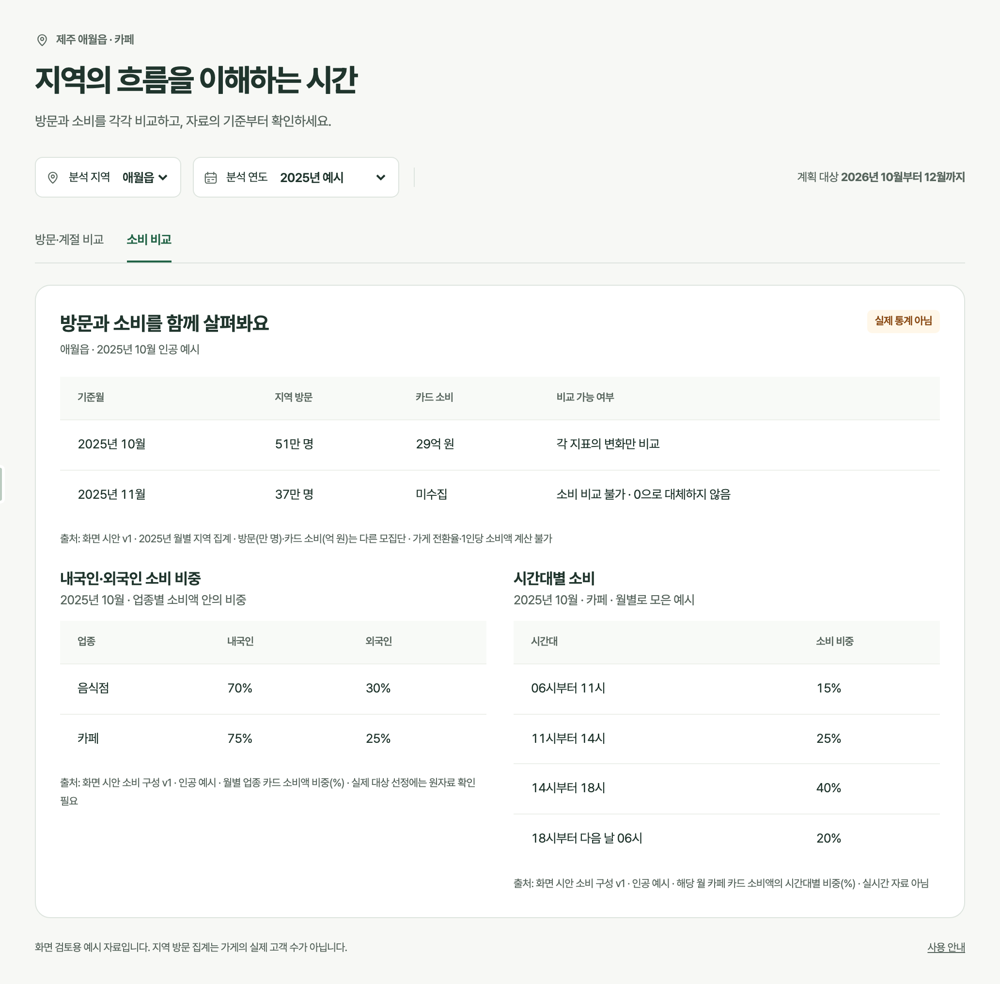 제주 애월읍 · 카페
지역의 흐름을 이해하는 시간
방문과 소비를 각각 비교하고, 자료의 기준부터 확인하세요.
분석 지역 애월읍 분석 연도 2025년 예시 계획 대상 2026년 10월부터 12월까지
방문·계절 비교 소비 비교
방문과 소비를 함께 살펴봐요 실제 통계 아님
애월읍 · 2025년 10월 인공 예시
기준월 지역 방문 카드 소비 비교 가능 여부
2025년 10월 51만 명 29억 원 각 지표의 변화만 비교
2025년 11월 37만 명 미수집 소비 비교 불가 · 0으로 대체하지 않음
출처: 화면 시안 v1 · 2025년 월별 지역 집계 · 방문(만 명)·카드 소비(억 원)는 다른 모집단 · 가게 전환율·1인당 소비액 계산 불가
내국인·외국인 소비 비중
2025년 10월 · 업종별 소비액 안의 비중
업종 내국인 외국인
음식점 70% 30%
카페 75% 25%
출처: 화면 시안 소비 구성 v1 · 인공 예시 · 월별 업종 카드 소비액 비중(%) · 실제 대상 선정에는 원자료 확인
필요
시간대별 소비
2025년 10월 · 카페 · 월별로 모은 예시
시간대 소비 비중
06시부터 11시 15%
11시부터 14시 25%
14시부터 18시 40%
18시부터 다음 날 06시 20%
출처: 화면 시안 소비 구성 v1 · 인공 예시 · 해당 월 카페 카드 소비액의 시간대별 비중(%) · 실시간 자료 아님
화면 검토용 예시 자료입니다. 지역 방문 집계는 가게의 실제 고객 수가 아닙니다. 사용 안내